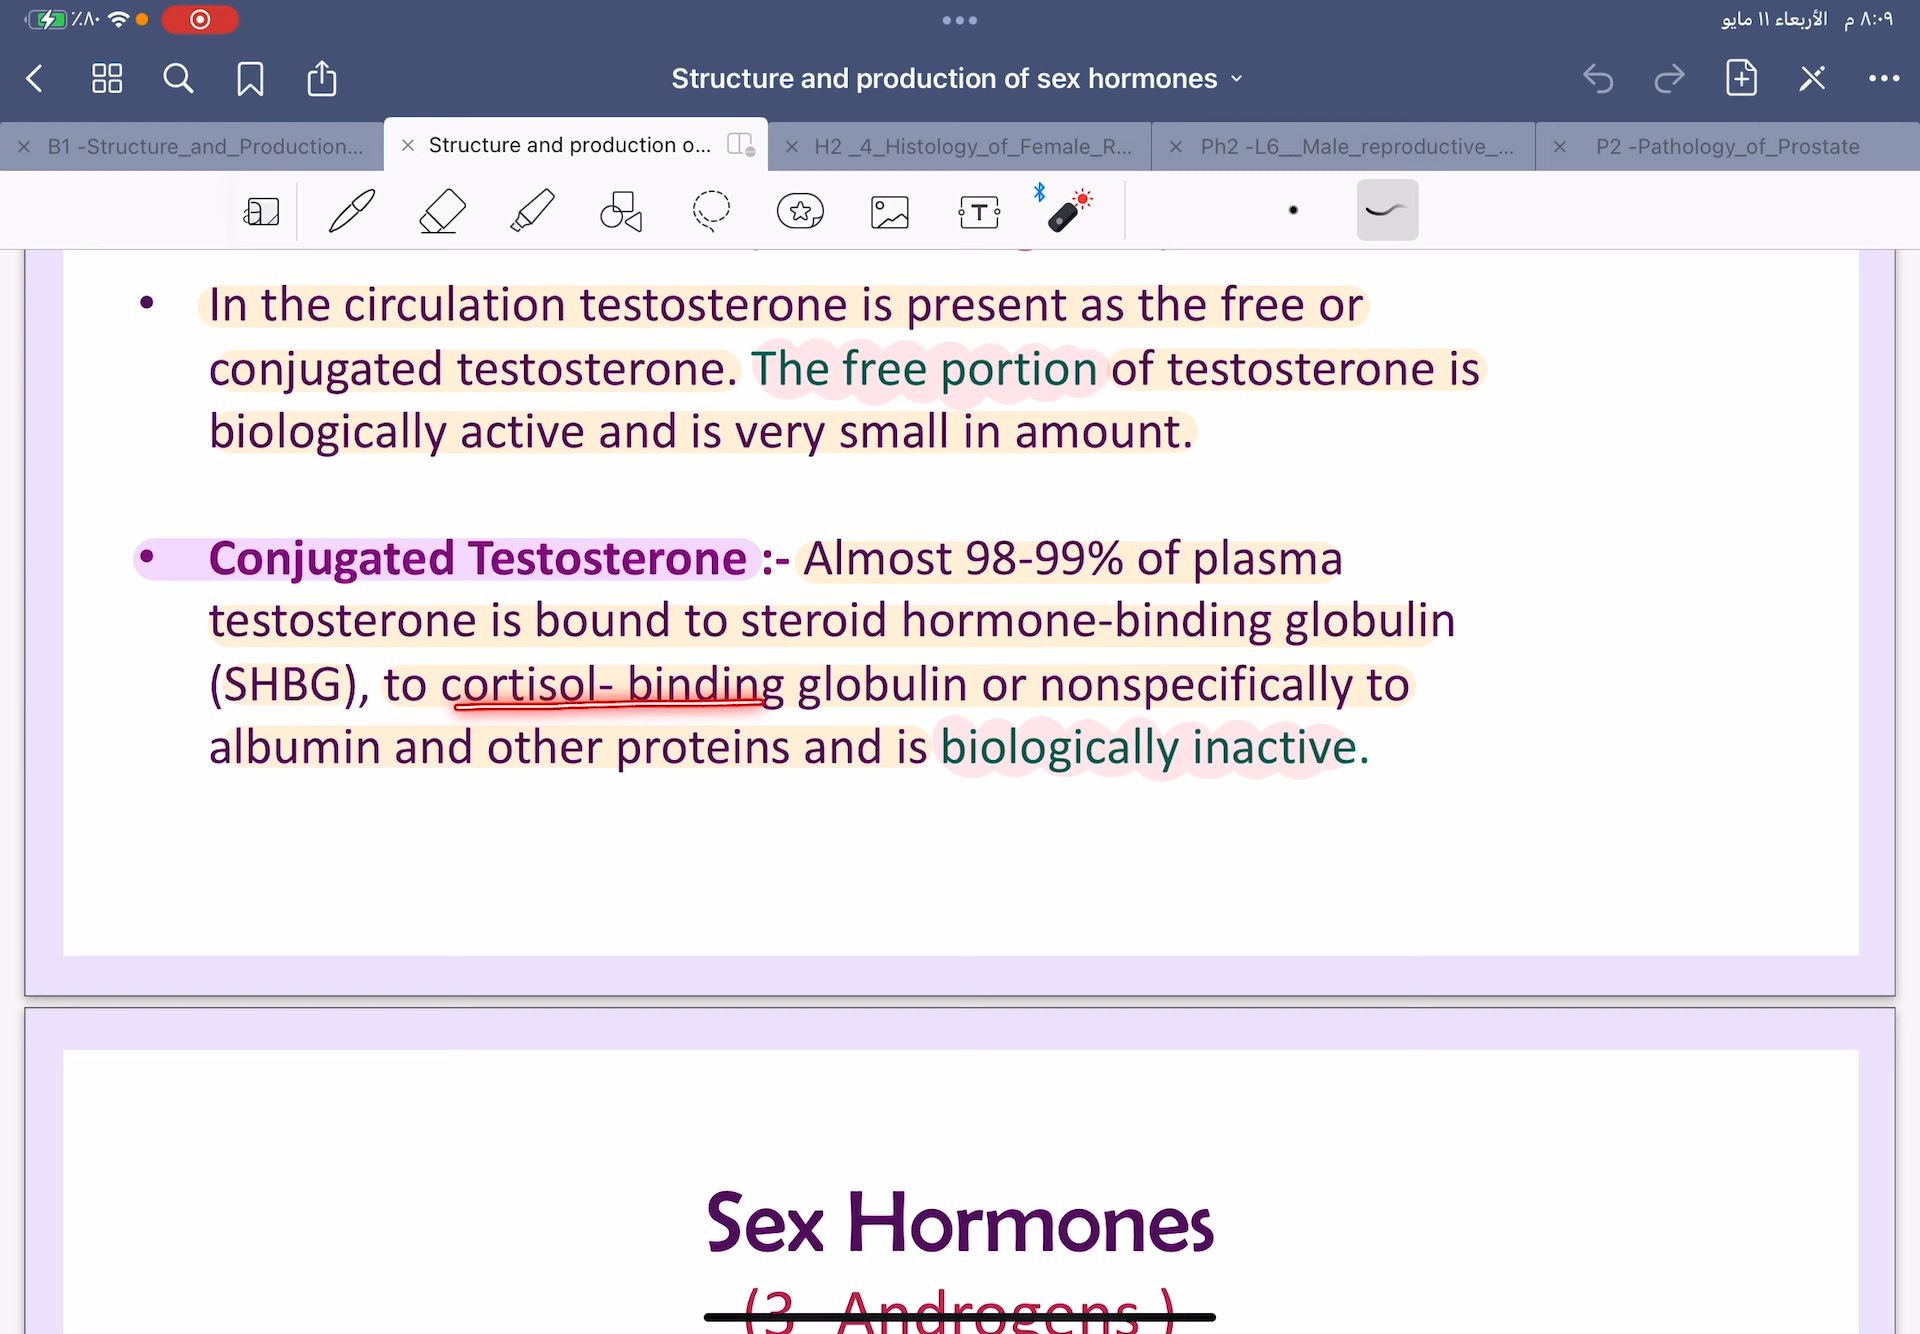 ٪٨٠
٨:٠٩ م الأربعاء ١١ مايو
Structure and production of sex hormones
B1 -Structure_and_Production...
Structure and production o...
H2 _4_Histology_of_Female_R...
Ph2 -L6__Male_reproductive_...
P2 -Pathology_of_Prostate
• In the circulation testosterone is present as the free or
conjugated testosterone. The free portion of testosterone is
biologically active and is very small in amount.
• Conjugated Testosterone :- Almost 98-99% of plasma
testosterone is bound to steroid hormone-binding globulin
(SHBG), to cortisol- binding globulin or nonspecifically to
albumin and other proteins and is biologically inactive.
Sex Hormones
(3- Androgens )